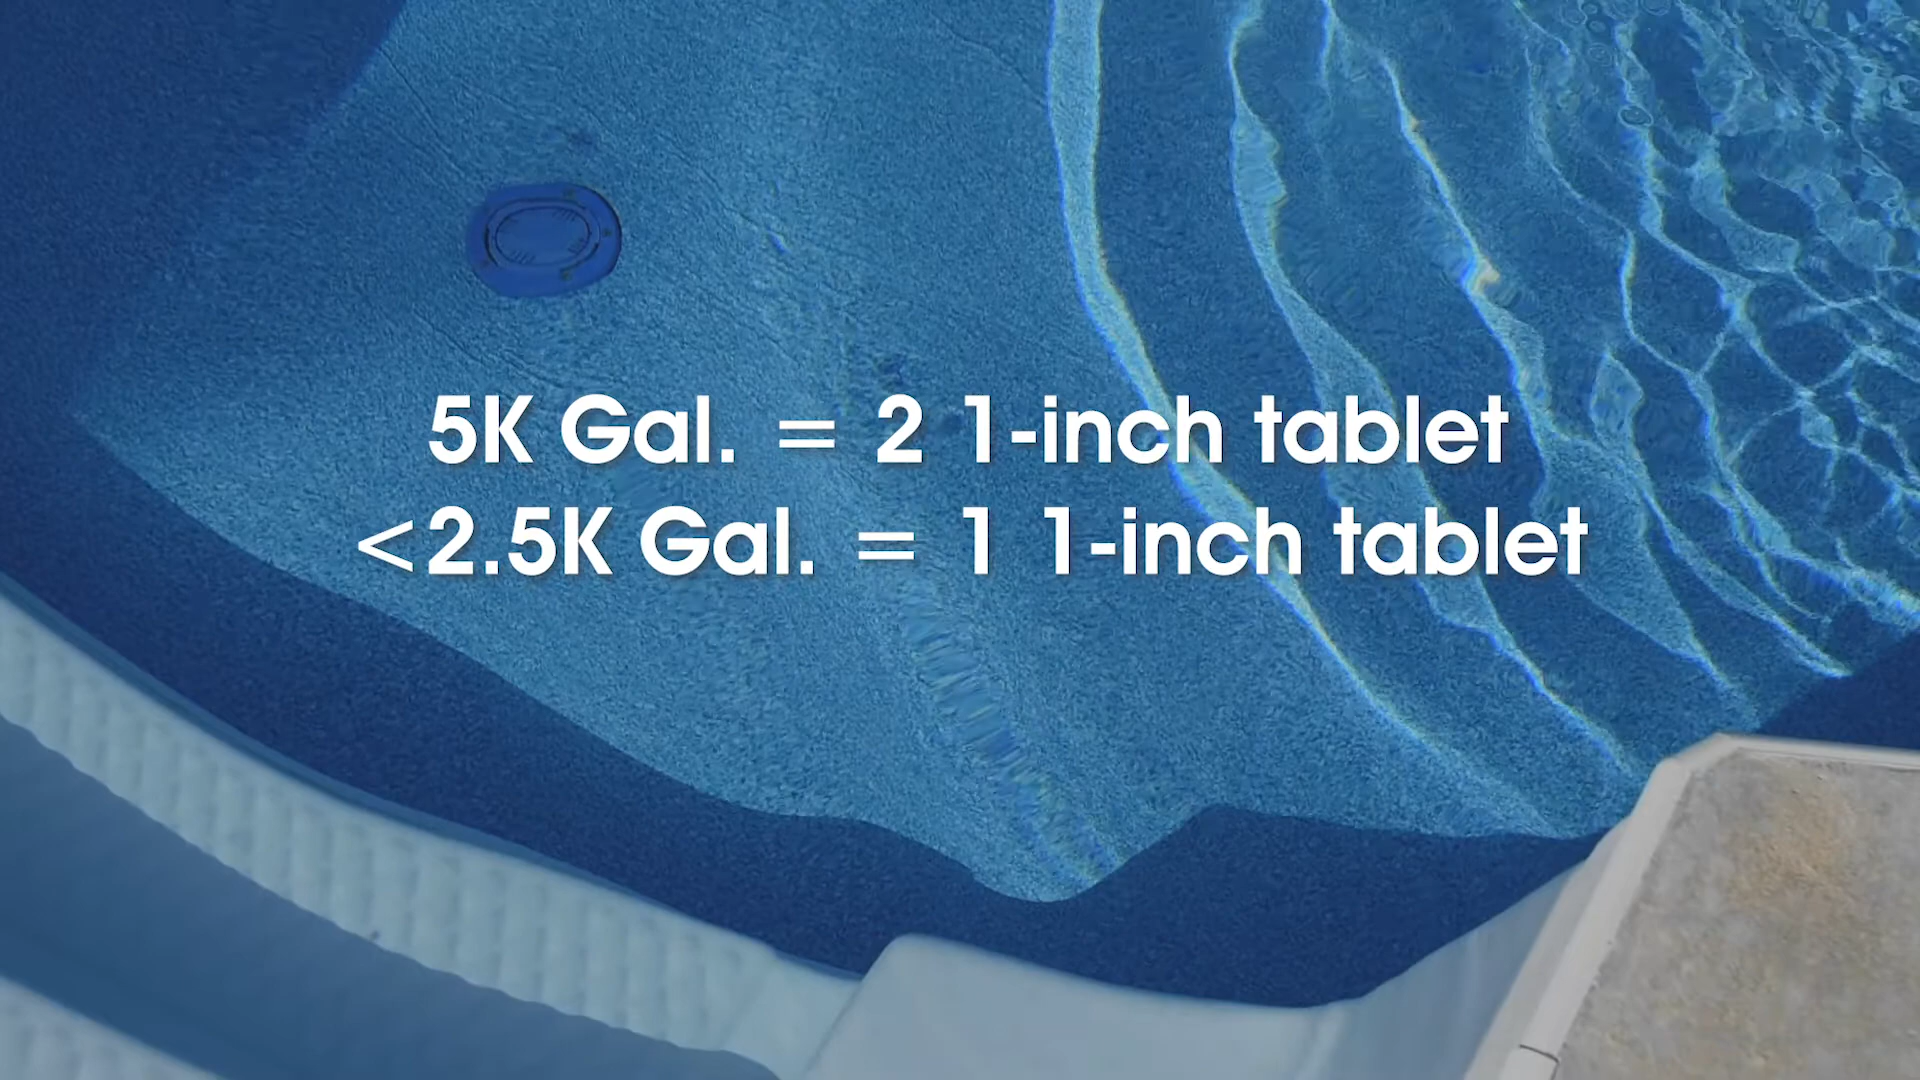 5K Gal. = 2 1-inch tablet
<2.5K Gal. = 1 1-inch tablet